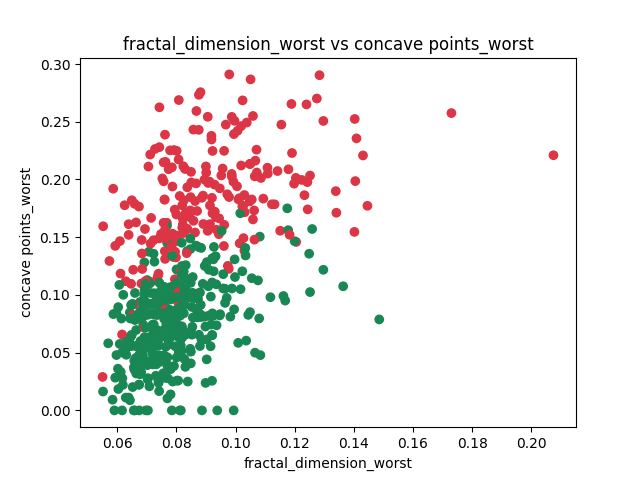 fractal_dimension_worst vs concave points_worst
concave points_worst
0.30
0.25
0.20
0.15
0.10
0.05
0.00
0.06 0.08 0.10 0.12 0.14 0.16 0.18 0.20
fractal_dimension_worst